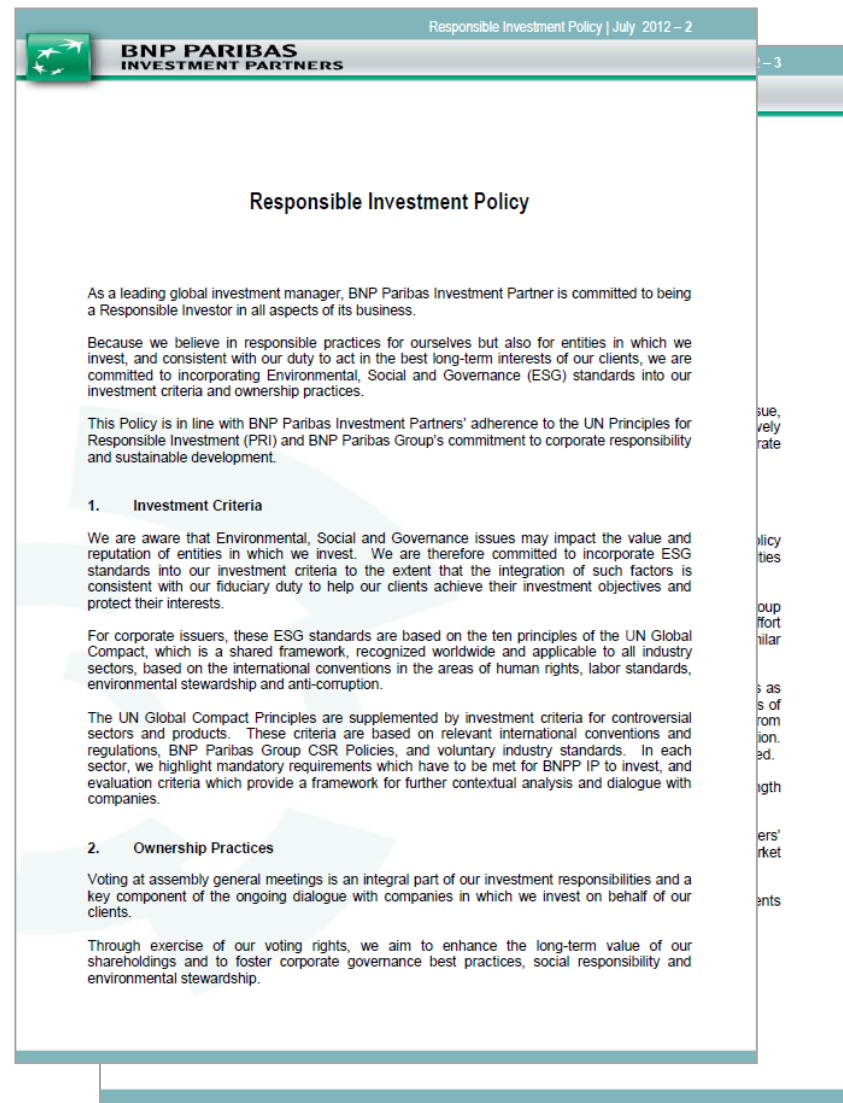 Responsible Investment Policy | July 2012 – 2
BNP PARIBAS
INVESTMENT PARTNERS
– 3
Responsible Investment Policy
As a leading global investment manager, BNP Paribas Investment Partner is committed to being
a Responsible Investor in all aspects of its business.
Because we believe in responsible practices for ourselves but also for entities in which we
invest, and consistent with our duty to act in the best long-term interests of our clients, we are
committed to incorporating Environmental, Social and Governance (ESG) standards into our
investment criteria and ownership practices.
This Policy is in line with BNP Paribas Investment Partners' adherence to the UN Principles for
Responsible Investment (PRI) and BNP Paribas Group's commitment to corporate responsibility
and sustainable development.
1. Investment Criteria
We are aware that Environmental, Social and Governance issues may impact the value and
reputation of entities in which we invest. We are therefore committed to incorporate ESG
standards into our investment criteria to the extent that the integration of such factors is
consistent with our fiduciary duty to help our clients achieve their investment objectives and
protect their interests.
For corporate issuers, these ESG standards are based on the ten principles of the UN Global
Compact, which is a shared framework, recognized worldwide and applicable to all industry
sectors, based on the international conventions in the areas of human rights, labor standards,
environmental stewardship and anti-corruption.
The UN Global Compact Principles are supplemented by investment criteria for controversial
sectors and products. These criteria are based on relevant international conventions and
regulations, BNP Paribas Group CSR Policies, and voluntary industry standards. In each
sector, we highlight mandatory requirements which have to be met for BNPP IP to invest, and
evaluation criteria which provide a framework for further contextual analysis and dialogue with
companies.
2. Ownership Practices
Voting at assembly general meetings is an integral part of our investment responsibilities and a
key component of the ongoing dialogue with companies in which we invest on behalf of our
clients.
Through exercise of our voting rights, we aim to enhance the long-term value of our
shareholdings and to foster corporate governance best practices, social responsibility and
environmental stewardship.
sue,
vely
rate
licy
ities
oup
ffort
nilar
s as
s of
rom
ion.
ed.
ngth
ers'
rket
ents